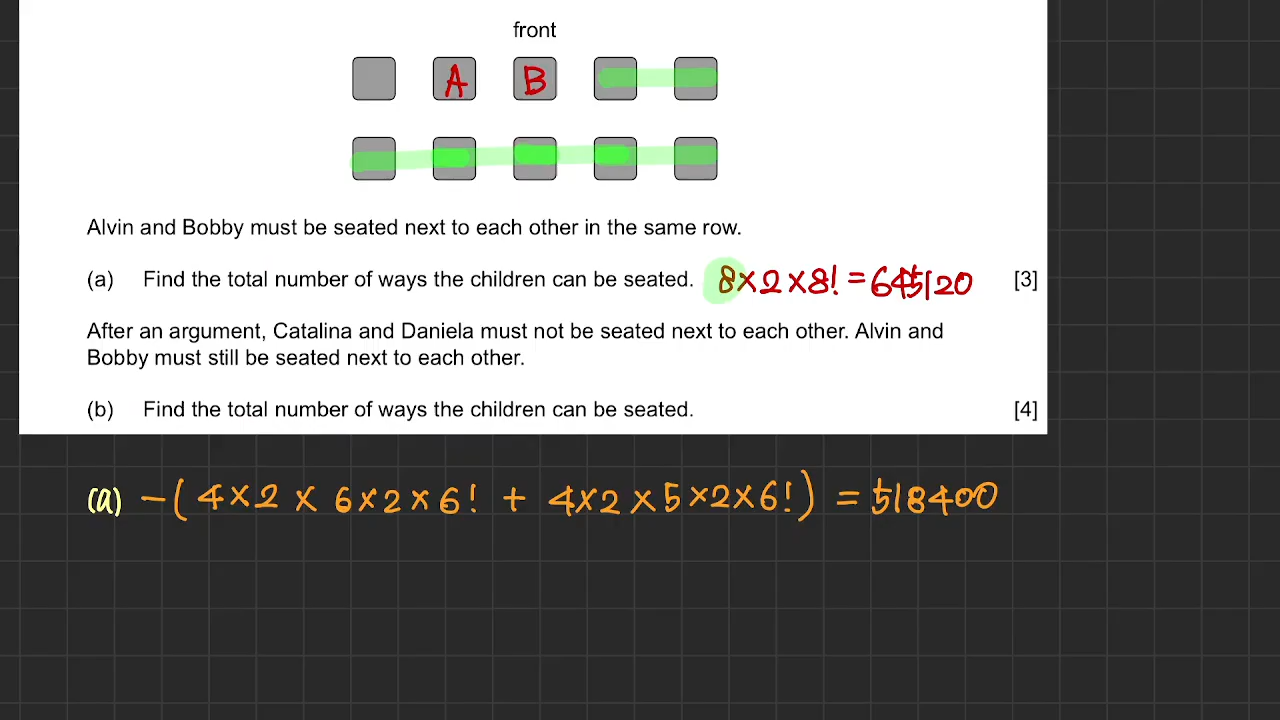 front
A B
Alvin and Bobby must be seated next to each other in the same row.
(a) Find the total number of ways the children can be seated. 8×2×8! = 645120 [3]
After an argument, Catalina and Daniela must not be seated next to each other. Alvin and
Bobby must still be seated next to each other.
(b) Find the total number of ways the children can be seated. [4]
(a) - ( 4×2 × 6×2×6! + 4×2×5×2×6! ) = 518400